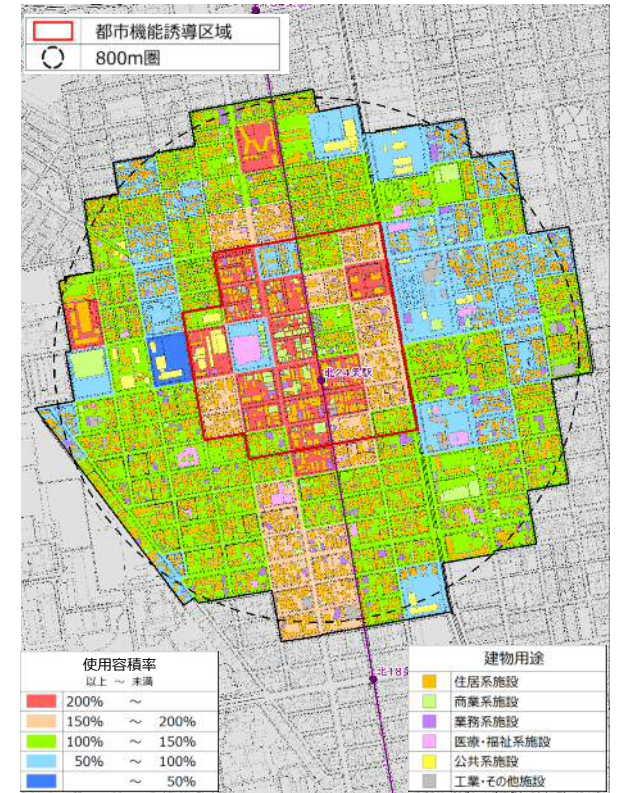 都市機能誘導区域
800m圏
北24条駅
北18条
使用容積率
以上 ～ 未満
200% ～
150% ～ 200%
100% ～ 150%
50% ～ 100%
～ 50%
建物用途
住居系施設
商業系施設
業務系施設
医療・福祉系施設
公共系施設
工業・その他施設